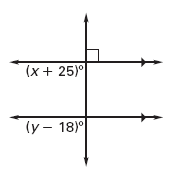 (x + 25)°
(y − 18)°